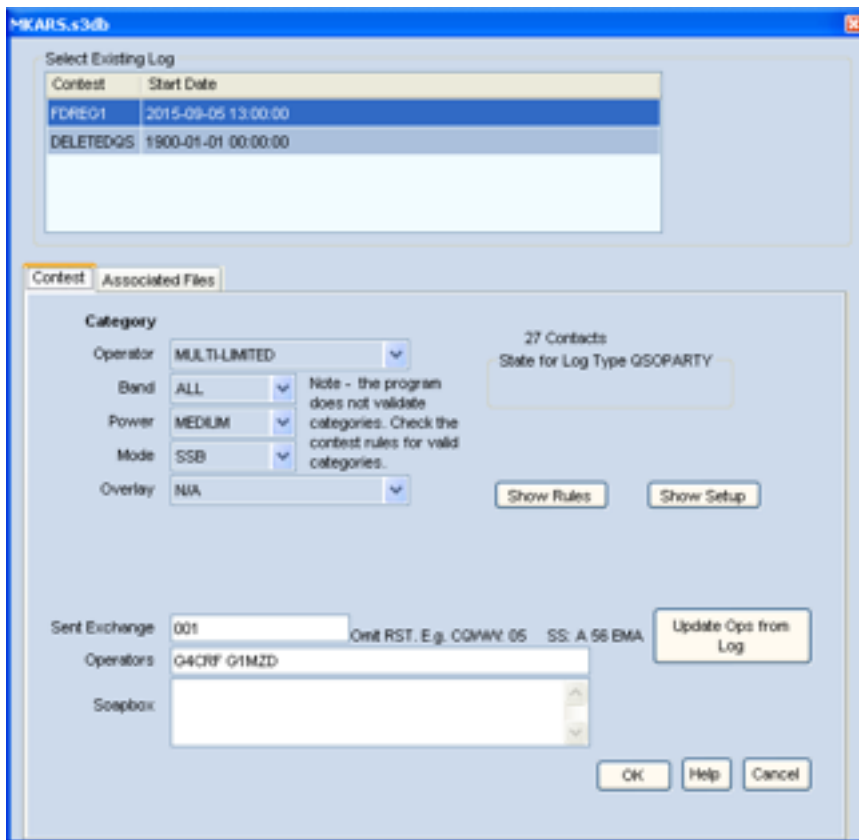 MKARS.s3db
Select Existing Log
Contest Start Date
FDREG1 2015-09-05 13:00:00
DELETEDQS 1900-01-01 00:00:00
Contest Associated Files
Category
27 Contacts
State for Log Type QSOPARTY
Operator MULTI-LIMITED
Band ALL
Power MEDIUM
Mode SSB
Overlay N/A
Note - the program
does not validate
categories. Check the
contest rules for valid
categories.
Show Rules Show Setup
Sent Exchange 001 Omit RST. E.g. CQWW: 05 SS: A 56 EMA
Update Ops from
Log
Operators G4CRF G1MZD
Soapbox
OK Help Cancel